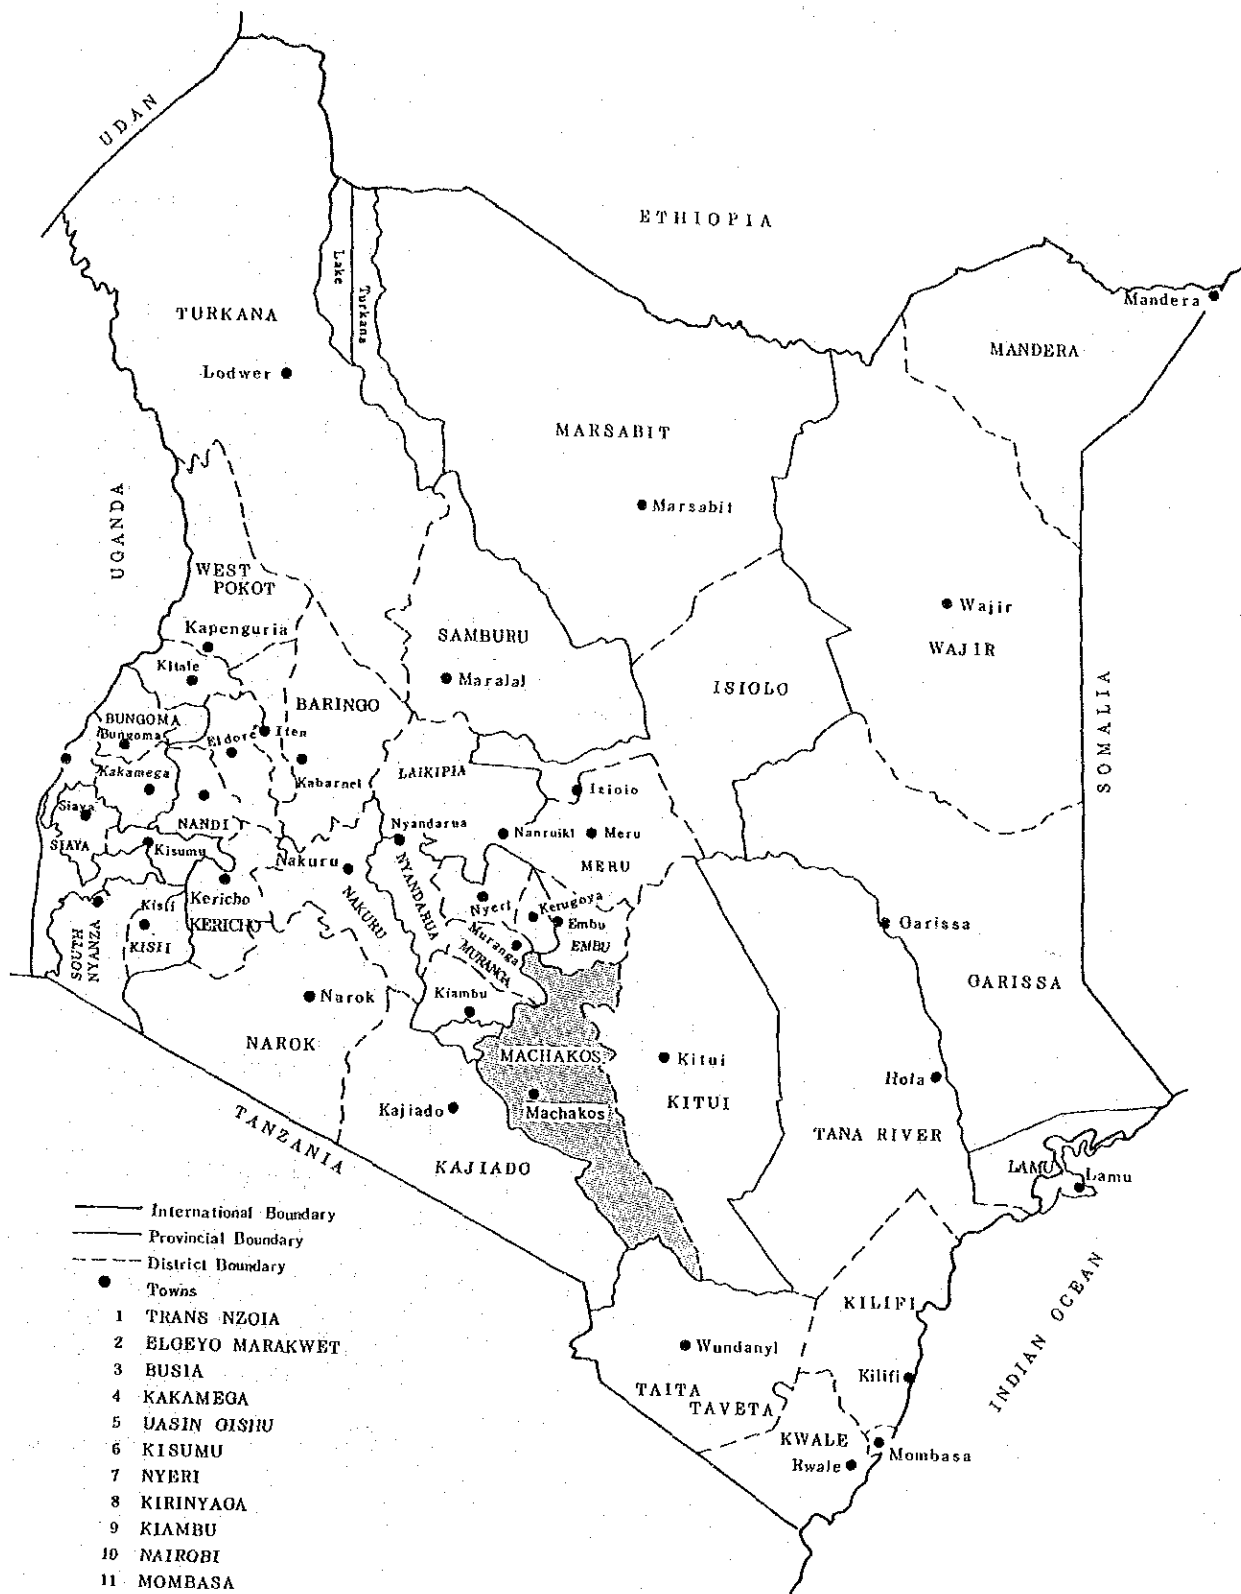 UDAN
ETHIOPIA
Lake
Turkana
TURKANA
Mandera
MANDERA
Lodwer
MARSABIT
Marsabit
UGANDA
WEST
POKOT
Wajir
Kapenguria
SAMBURU
WAJIR
Kitale
Maralal
ISIOLO
SOMALIA
BARINGO
BUNGOMA
Bungoma
Eldore
Iten
Kakamega
Kabarnet
LAIKIPIA
Izioio
Siaya
NANDI
Nyandarua
Nanruiki
Meru
SIAYA
Kisumu
MERU
Nakuru
Kericho
NAKURU
NYANDARUA
Nyeri
Kerugoya
Kisii
KERICHO
Embu
Garissa
SOUTH
NYANZA
KISII
Muranga
EMBU
MURANGA
GARISSA
Narok
Kiambu
NAROK
MACHAKOS
Kitui
Hola
Kajiado
Machakos
KITUI
TANZANIA
TANA RIVER
KAJIADO
LAMU
Lamu
International Boundary
Provincial Boundary
District Boundary
Towns
KILIFI
INDIAN OCEAN
1 TRANS NZOIA
2 ELGEYO MARAKWET
Wundanyi
3 BUSIA
Kilifi
4 KAKAMEGA
TAITA
TAVETA
5 UASIN GISHU
KWALE
Mombasa
6 KISUMU
Rwale
7 NYERI
8 KIRINYAGA
9 KIAMBU
10 NAIROBI
11 MOMBASA